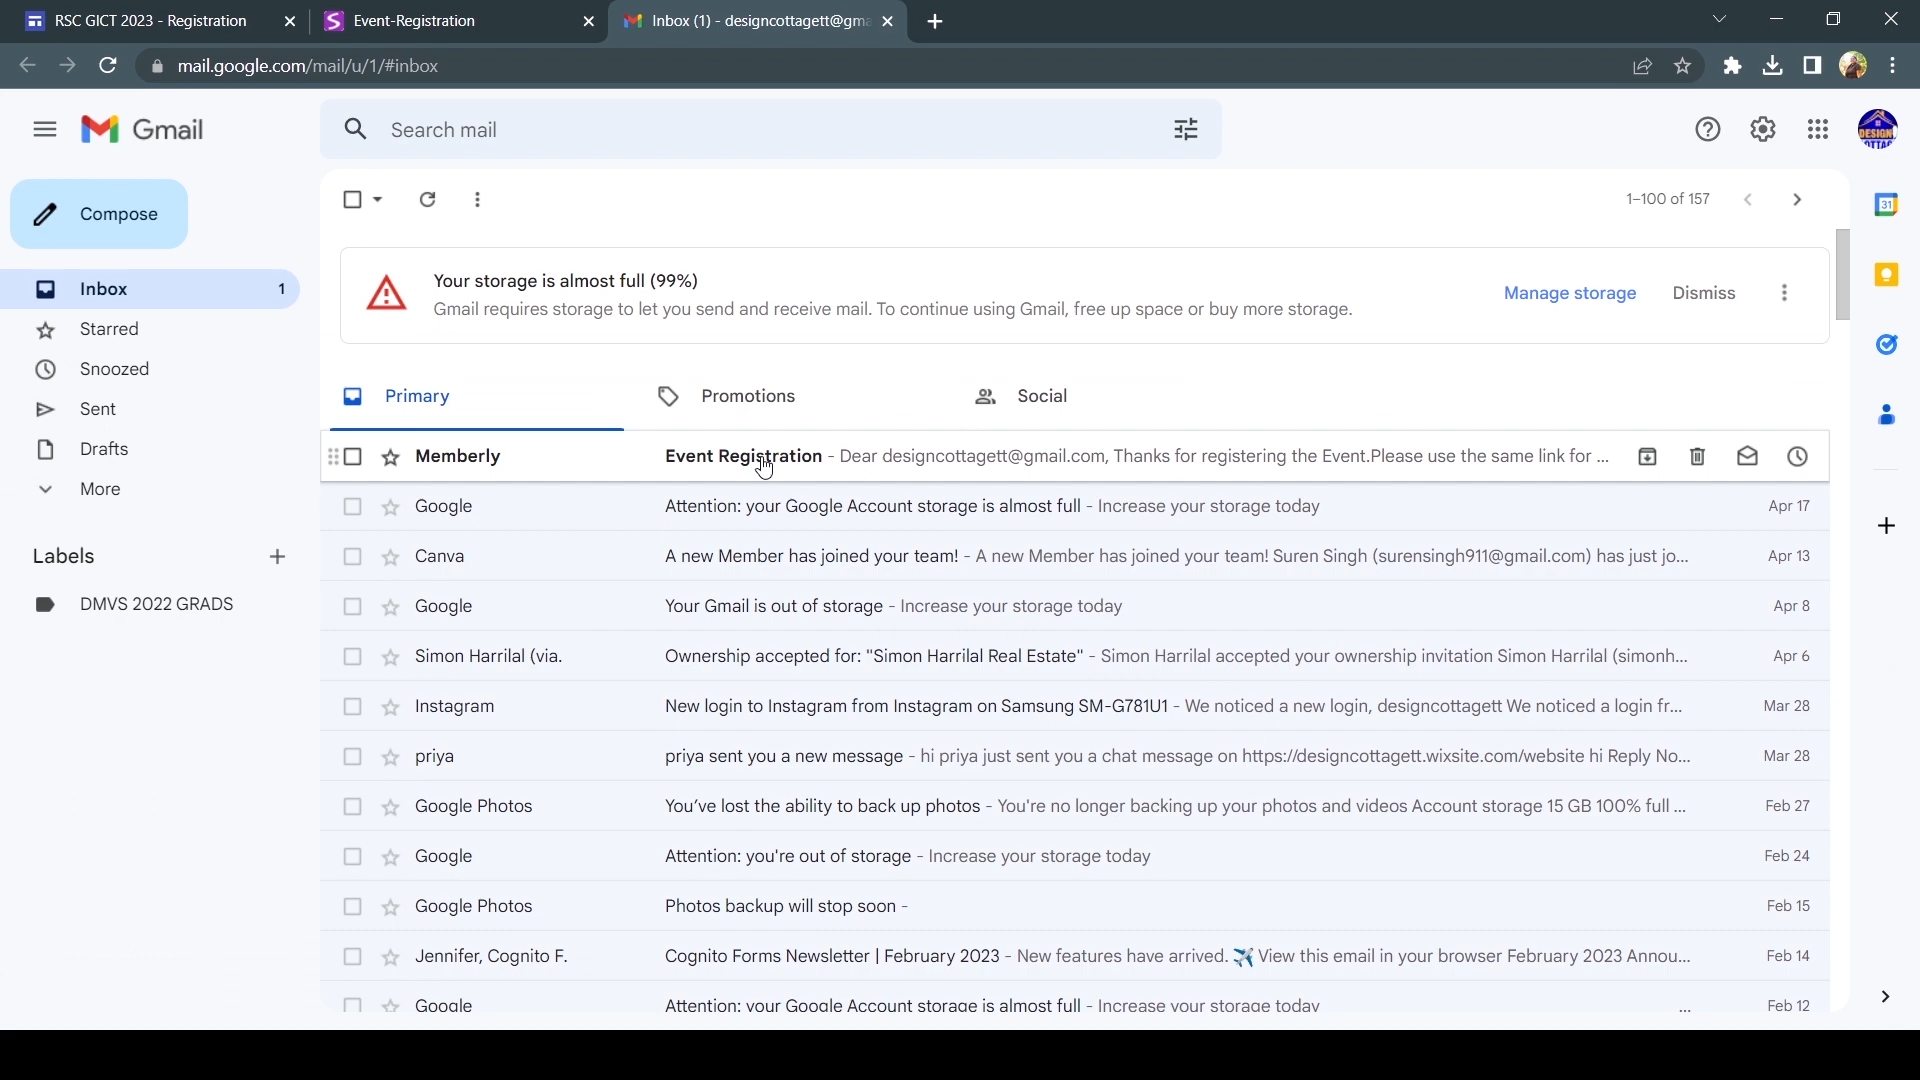 RSC GICT 2023 - Registration
Event-Registration
Inbox (1) - designcottagett@gma
mail.google.com/mail/u/1/#inbox
Gmail
Search mail
DESIGN
Compose
1–100 of 157
Your storage is almost full (99%)
Gmail requires storage to let you send and receive mail. To continue using Gmail, free up space or buy more storage.
Manage storage
Dismiss
Inbox 1
Starred
Snoozed
Sent
Drafts
More
Labels
DMVS 2022 GRADS
31
Primary
Promotions
Social
Memberly Event Registration - Dear designcottagett@gmail.com, Thanks for registering the Event.Please use the same link for ...
Google Attention: your Google Account storage is almost full - Increase your storage today Apr 17
Canva A new Member has joined your team! - A new Member has joined your team! Suren Singh (surensingh911@gmail.com) has just jo... Apr 13
Google Your Gmail is out of storage - Increase your storage today Apr 8
Simon Harrilal (via. Ownership accepted for: "Simon Harrilal Real Estate" - Simon Harrilal accepted your ownership invitation Simon Harrilal (simonh... Apr 6
Instagram New login to Instagram from Instagram on Samsung SM-G781U1 - We noticed a new login, designcottagett We noticed a login fr... Mar 28
priya priya sent you a new message - hi priya just sent you a chat message on https://designcottagett.wixsite.com/website hi Reply No... Mar 28
Google Photos You've lost the ability to back up photos - You're no longer backing up your photos and videos Account storage 15 GB 100% full ... Feb 27
Google Attention: you're out of storage - Increase your storage today Feb 24
Google Photos Photos backup will stop soon - Feb 15
Jennifer, Cognito F. Cognito Forms Newsletter | February 2023 - New features have arrived. ✈️ View this email in your browser February 2023 Annou... Feb 14
Google Attention: your Google Account storage is almost full - Increase your storage today ... Feb 12